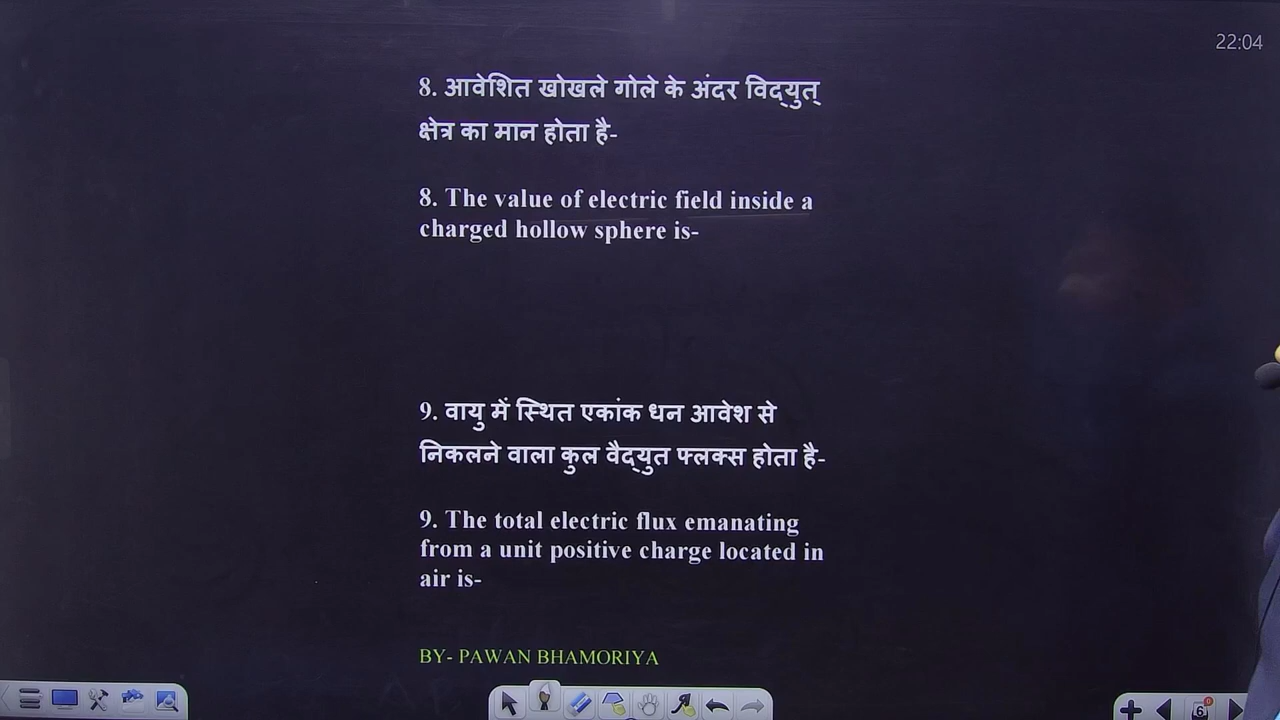 22:04
8. आवेशित खोखले गोले के अंदर विद्युत्
क्षेत्र का मान होता है-
8. The value of electric field inside a
charged hollow sphere is-
9. वायु में स्थित एकांक धन आवेश से
निकलने वाला कुल वैद्युत फ्लक्स होता है-
9. The total electric flux emanating
from a unit positive charge located in
air is-
BY- PAWAN BHAMORIYA
6